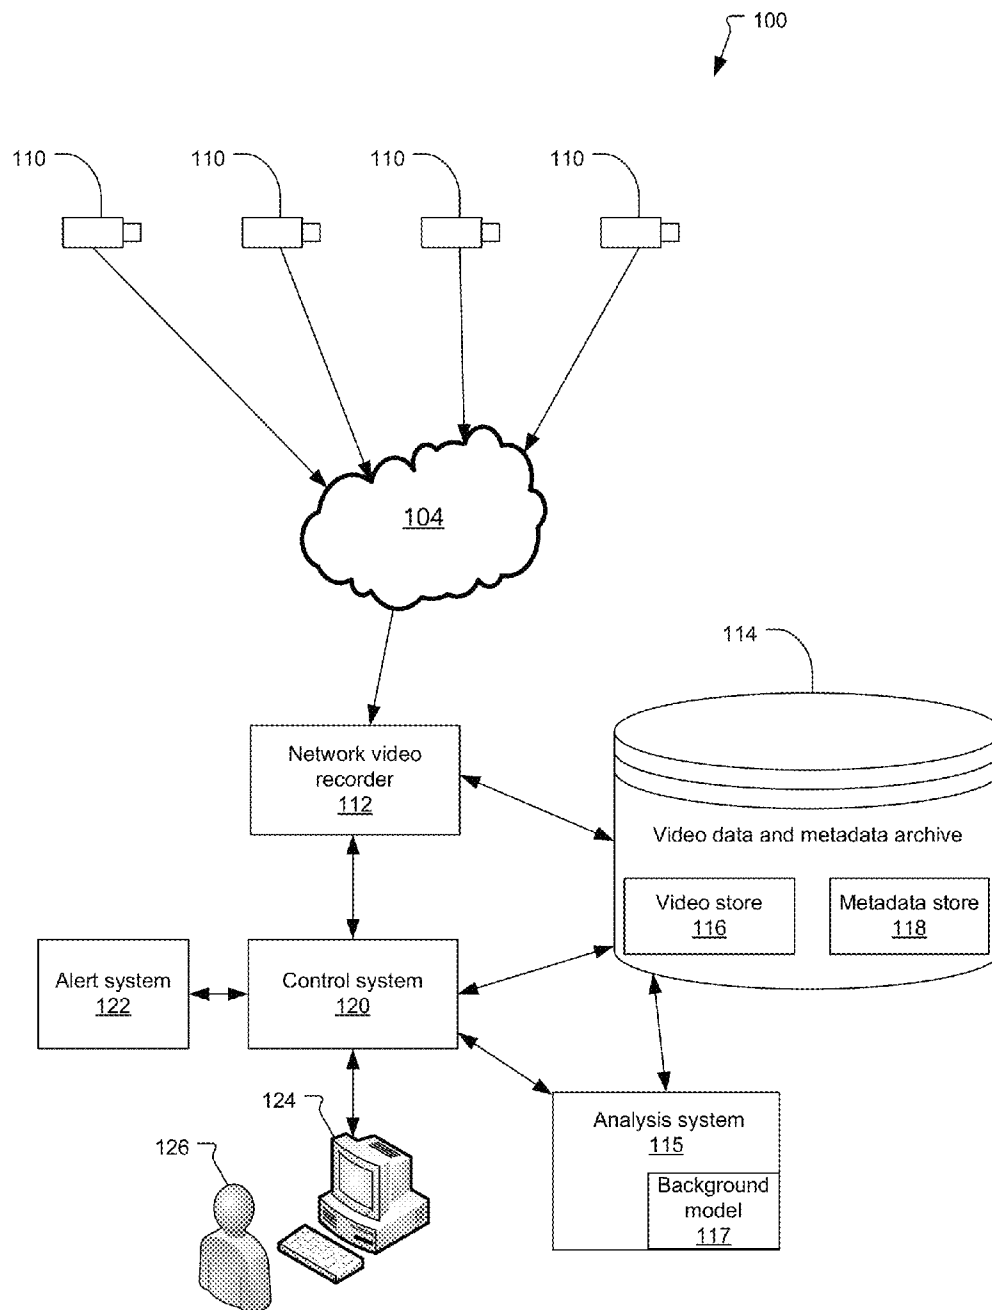 100
110
110
110
110
104
114
Network video
recorder
112
Video data and metadata archive
Video store
116
Metadata store
118
Alert system
122
Control system
120
124
126
Analysis system
115
Background
model
117